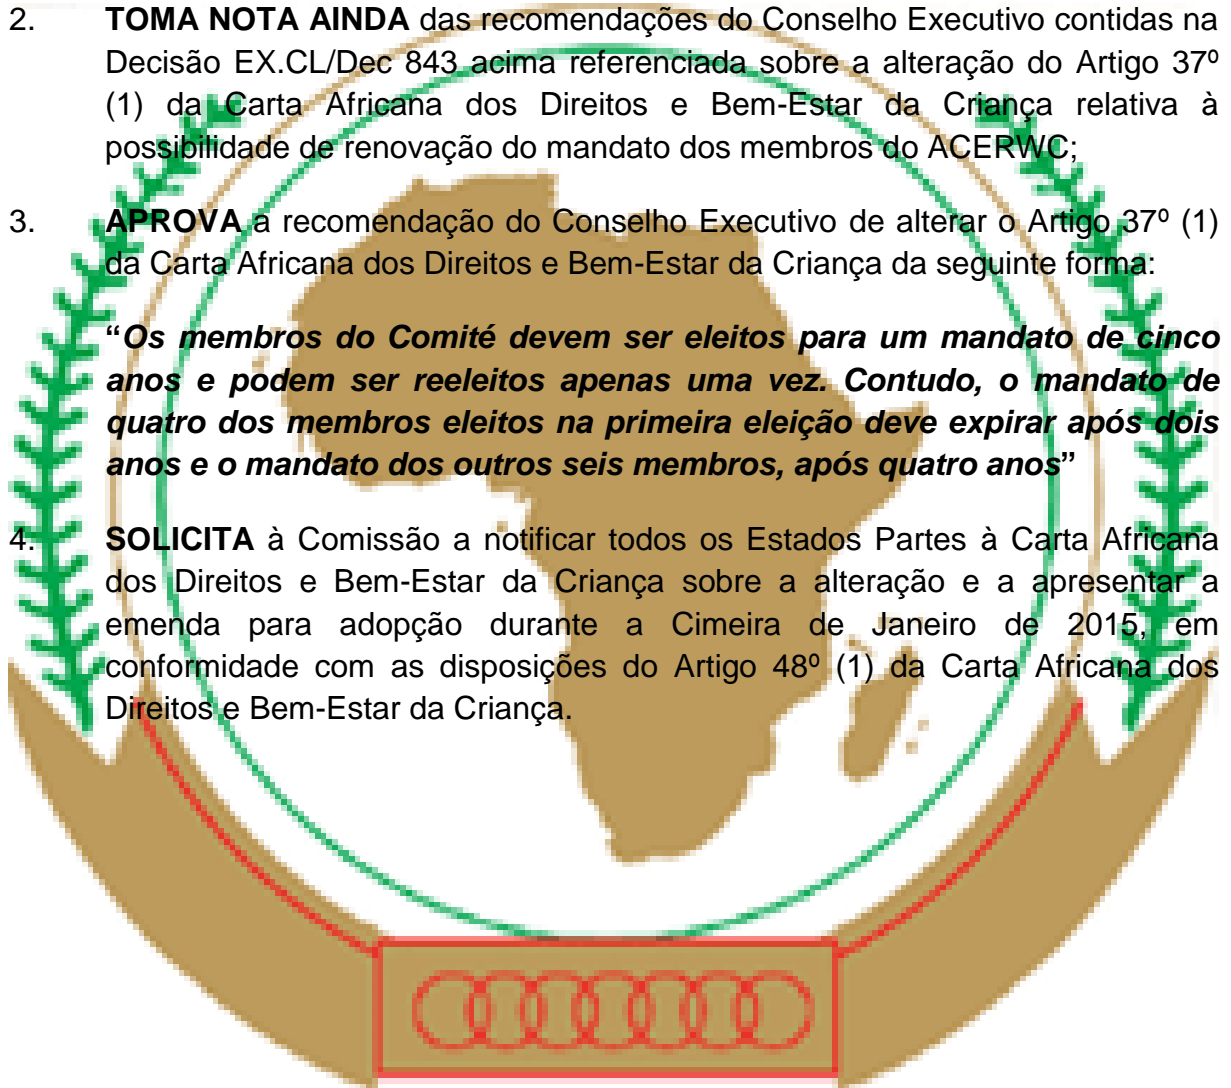 2. TOMA NOTA AINDA das recomendações do Conselho Executivo contidas na
Decisão EX.CL/Dec 843 acima referenciada sobre a alteração do Artigo 37º
(1) da Carta Africana dos Direitos e Bem-Estar da Criança relativa à
possibilidade de renovação do mandato dos membros do ACERWC;
3. APROVA a recomendação do Conselho Executivo de alterar o Artigo 37º (1)
da Carta Africana dos Direitos e Bem-Estar da Criança da seguinte forma:
“Os membros do Comité devem ser eleitos para um mandato de cinco
anos e podem ser reeleitos apenas uma vez. Contudo, o mandato de
quatro dos membros eleitos na primeira eleição deve expirar após dois
anos e o mandato dos outros seis membros, após quatro anos”
4. SOLICITA à Comissão a notificar todos os Estados Partes à Carta Africana
dos Direitos e Bem-Estar da Criança sobre a alteração e a apresentar a
emenda para adopção durante a Cimeira de Janeiro de 2015, em
conformidade com as disposições do Artigo 48º (1) da Carta Africana dos
Direitos e Bem-Estar da Criança.